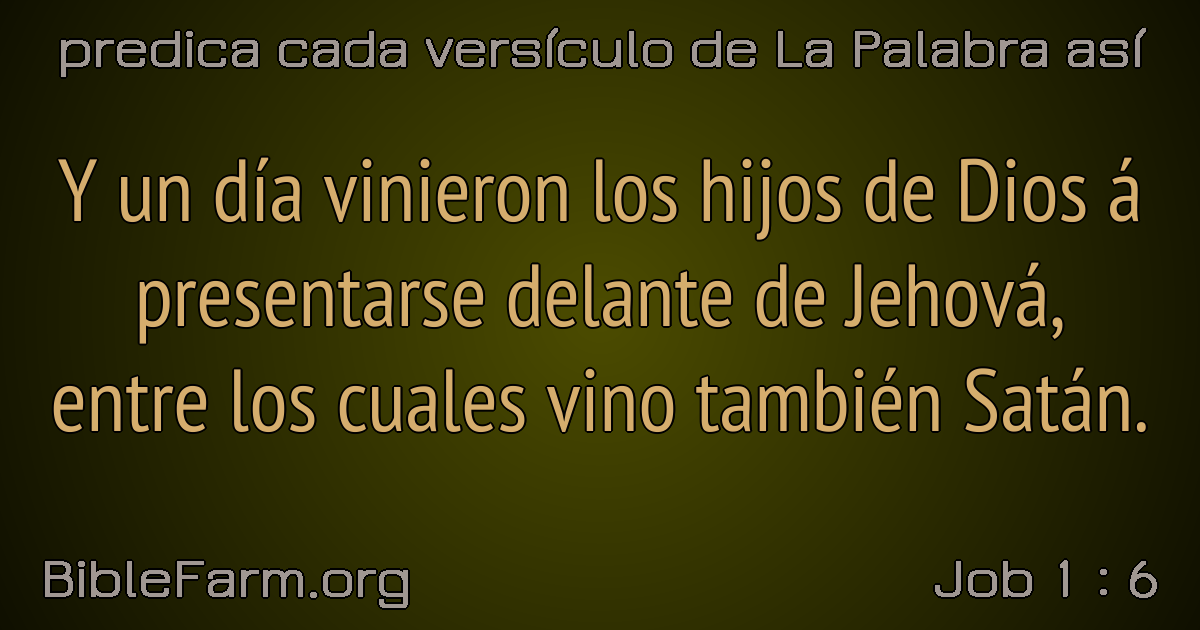 predica cada versículo de La Palabra así
Y un día vinieron los hijos de Dios á
presentarse delante de Jehová,
entre los cuales vino también Satán.
BibleFarm.org
Job 1 : 6